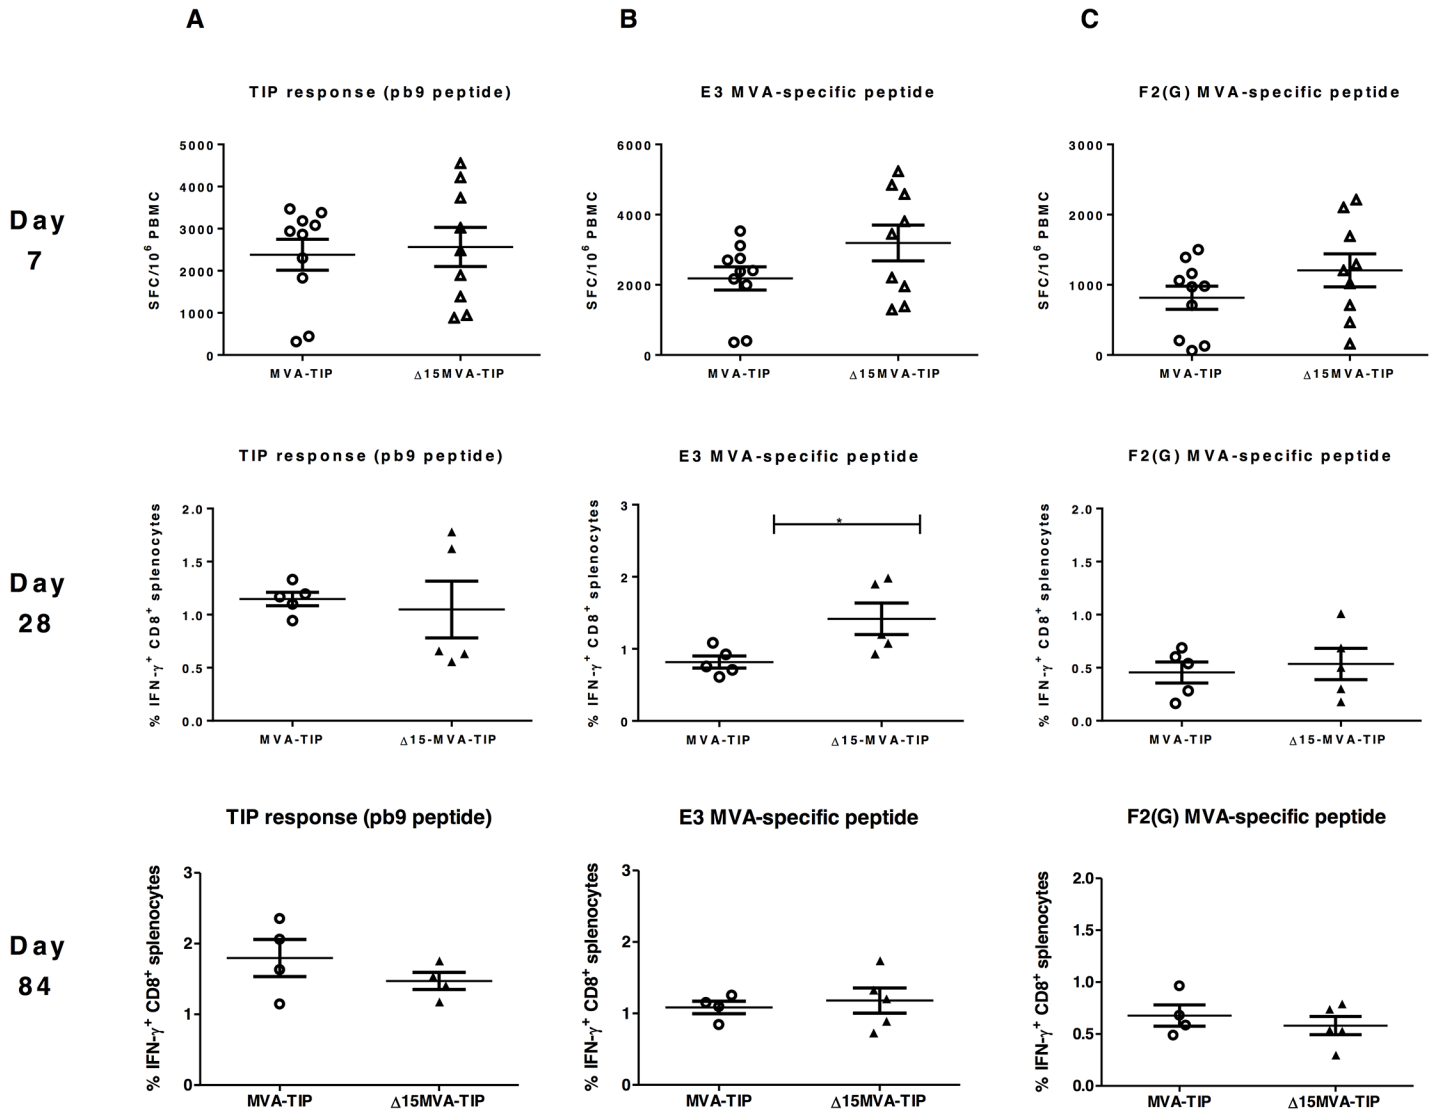 A
B
C
TIP response (pb9 peptide)
E3 MVA-specific peptide
F2(G) MVA-specific peptide
Day
7
SFC/10⁶ PBMC
5000
4000
3000
2000
1000
0
MVA-TIP
Δ15MVA-TIP
SFC/10⁶ PBMC
6000
4000
2000
0
MVA-TIP
Δ15MVA-TIP
SFC/10⁶ PBMC
3000
2000
1000
0
MVA-TIP
Δ15MVA-TIP
TIP response (pb9 peptide)
E3 MVA-specific peptide
F2(G) MVA-specific peptide
Day
28
% IFN-γ⁺ CD8⁺ splenocytes
2.0
1.5
1.0
0.5
0.0
MVA-TIP
Δ15-MVA-TIP
% IFN-γ⁺ CD8⁺ splenocytes
3
2
1
0
*
MVA-TIP
Δ15-MVA-TIP
% IFN-γ⁺ CD8⁺ splenocytes
2.0
1.5
1.0
0.5
0.0
MVA-TIP
Δ15-MVA-TIP
TIP response (pb9 peptide)
E3 MVA-specific peptide
F2(G) MVA-specific peptide
Day
84
% IFN-γ⁺ CD8⁺ splenocytes
3
2
1
0
MVA-TIP
Δ15MVA-TIP
% IFN-γ⁺ CD8⁺ splenocytes
3
2
1
0
MVA-TIP
Δ15MVA-TIP
% IFN-γ⁺ CD8⁺ splenocytes
2.0
1.5
1.0
0.5
0.0
MVA-TIP
Δ15MVA-TIP